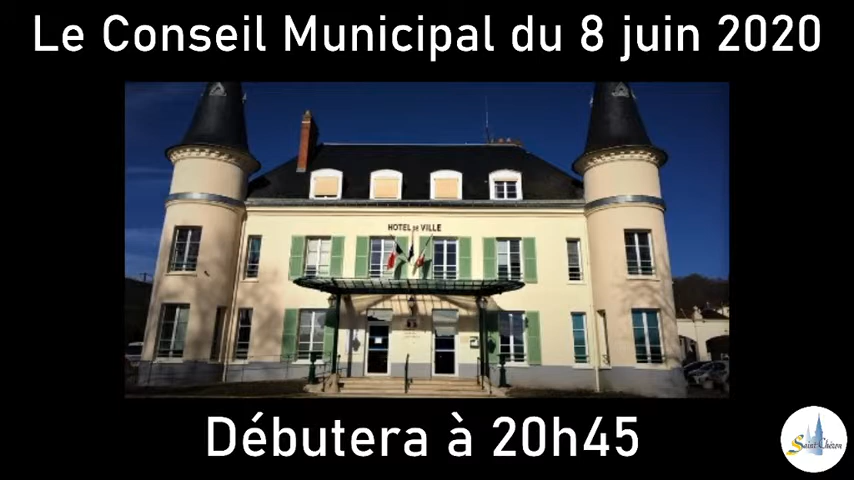 Le Conseil Municipal du 8 juin 2020
HOTEL DE VILLE
Débutera à 20h45
Saint Chéron